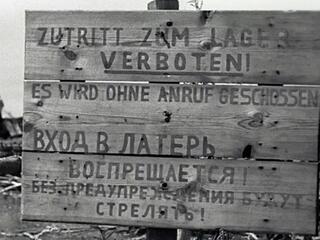 ZUTRITT ZUM LAGER
VERBOTEN!
ES WIRD OHNE ANRUF GESCHOSSEN
ВХОД В ЛАГЕРЬ
ВОСПРЕЩАЕТСЯ!
БЕЗ ПРЕДУПРЕЖДЕНИЯ БУДУТ
СТРЕЛЯТЬ!